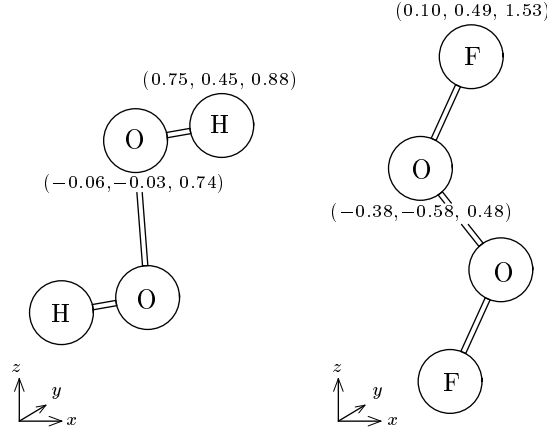 (0.10, 0.49, 1.53)
F
(0.75, 0.45, 0.88)
O H
O
(−0.06,−0.03, 0.74)
(−0.38,−0.58, 0.48)
O
H O
F
z
y
x
z
y
x